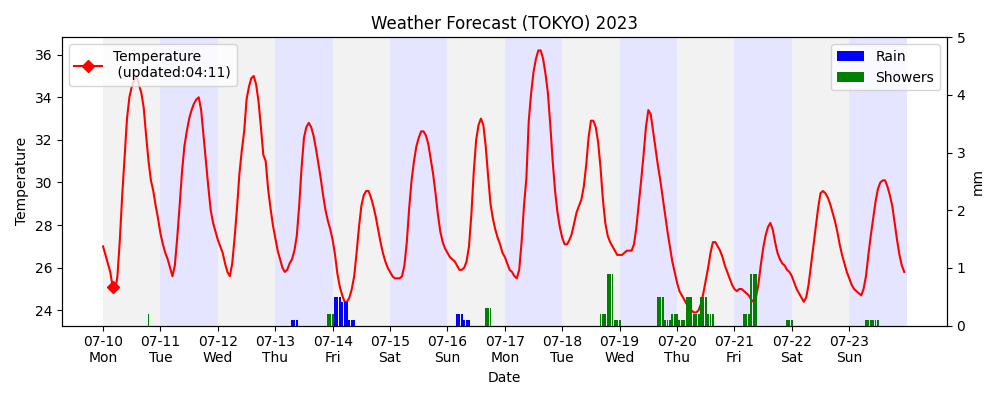 Weather Forecast (TOKYO) 2023
Temperature
(updated:04:11)
Rain
Showers
36
34
32
30
28
26
24
Temperature
5
4
3
2
1
0
mm
07-10 07-11 07-12 07-13 07-14 07-15 07-16 07-17 07-18 07-19 07-20 07-21 07-22 07-23
Mon Tue Wed Thu Fri Sat Sun Mon Tue Wed Thu Fri Sat Sun
Date